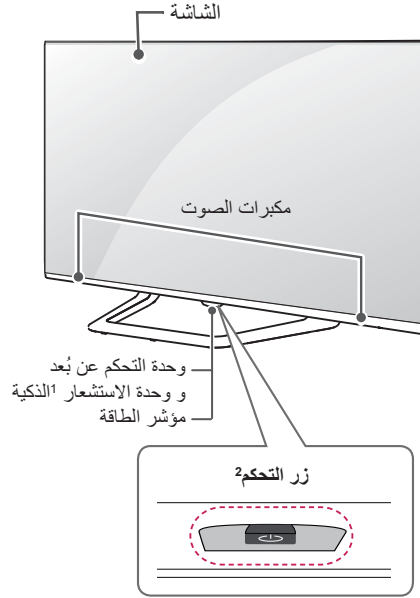 الشاشة
مكبرات الصوت
وحدة التحكم عن بُعد
و وحدة الاستشعار ¹الذكية
مؤشر الطاقة
زر التحكم²